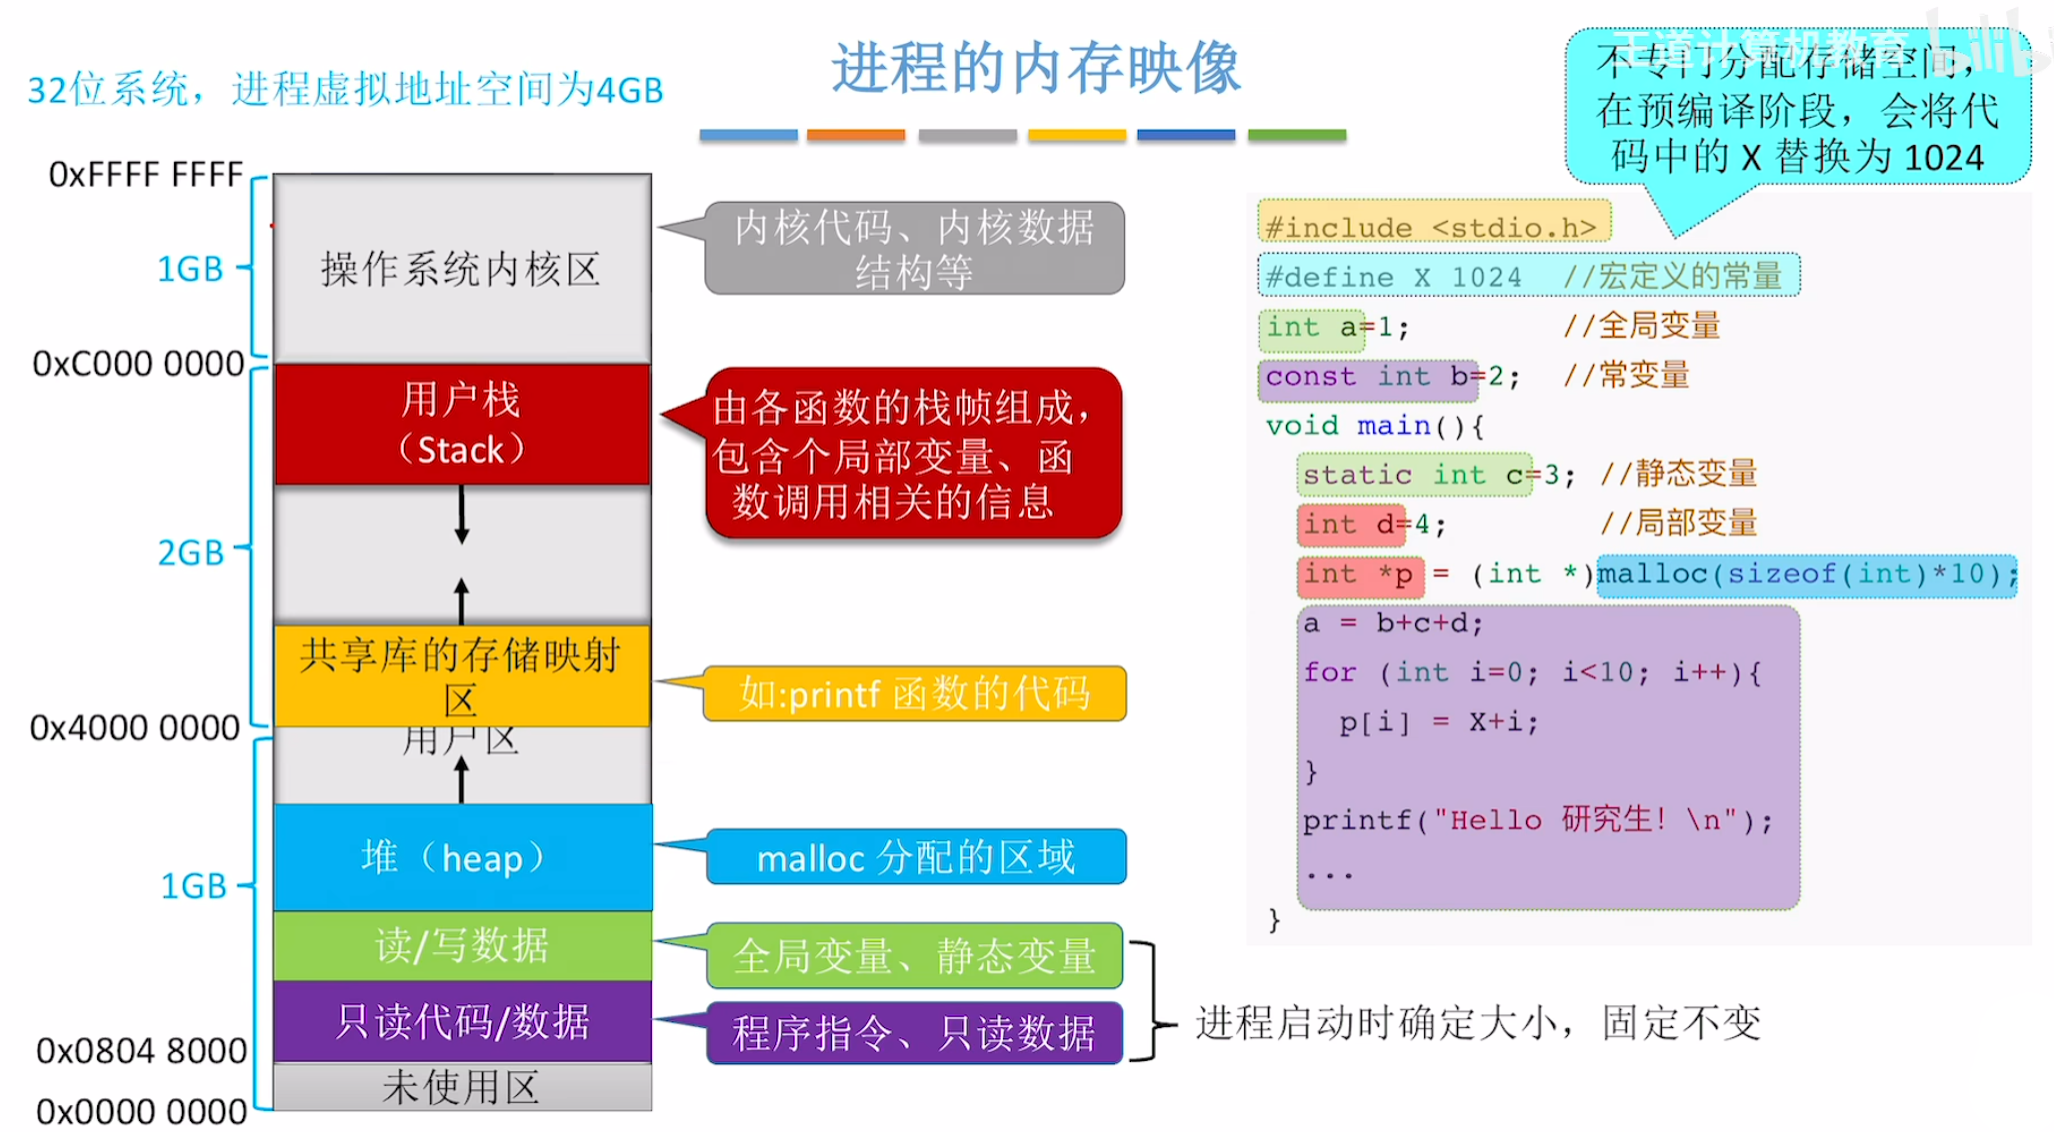 进程的内存映像
32位系统，进程虚拟地址空间为4GB
王道计算机教育
bilibili
不专门分配存储空间，
在预编译阶段，会将代
码中的 X 替换为 1024
0xFFFF FFFF
1GB
操作系统内核区
内核代码、内核数据
结构等
0xC000 0000
用户栈
（Stack）
由各函数的栈帧组成，
包含个局部变量、函
数调用相关的信息
2GB
共享库的存储映射
区
如:printf 函数的代码
0x4000 0000
用户区
1GB
堆（heap）
malloc 分配的区域
读/写数据
全局变量、静态变量
只读代码/数据
程序指令、只读数据
进程启动时确定大小，固定不变
0x0804 8000
未使用区
0x0000 0000
#include <stdio.h>
#define X 1024 //宏定义的常量
int a=1; //全局变量
const int b=2; //常变量
void main(){
static int c=3; //静态变量
int d=4; //局部变量
int *p = (int *)malloc(sizeof(int)*10);
a = b+c+d;
for (int i=0; i<10; i++){
p[i] = X+i;
}
printf("Hello 研究生！\n");
...
}